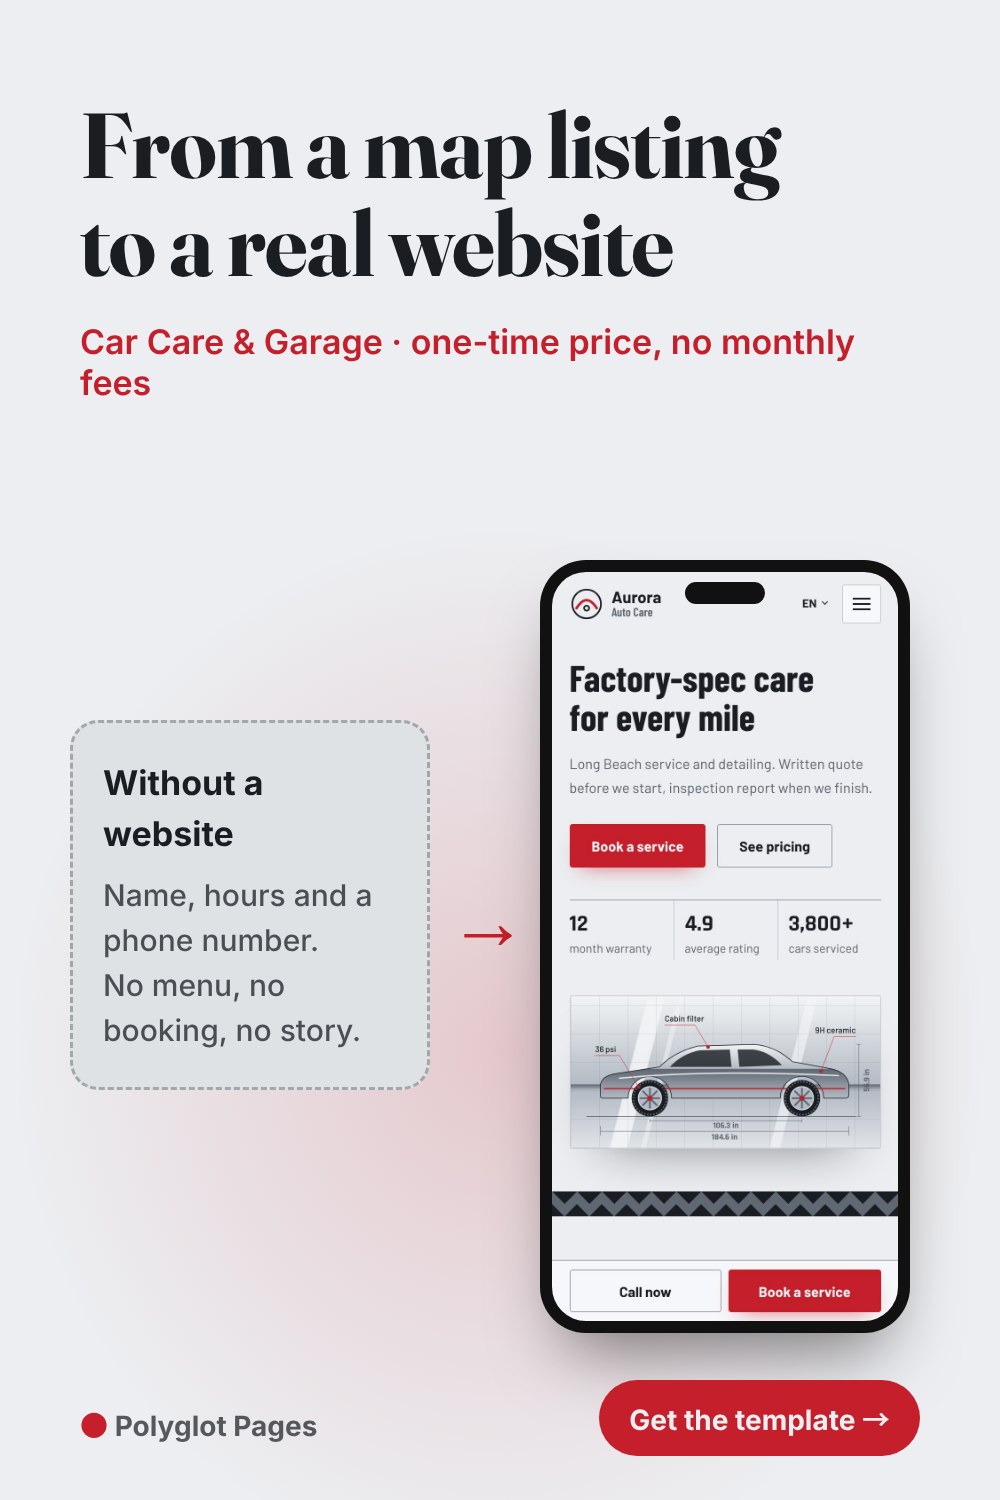 From a map listing
to a real website
Car Care & Garage · one-time price, no monthly
fees
Without a
website
Name, hours and a
phone number.
No menu, no
booking, no story.
→
Aurora
Auto Care
EN
Factory-spec care
for every mile
Long Beach service and detailing. Written quote
before we start, inspection report when we finish.
Book a service
See pricing
12
month warranty
4.9
average rating
3,800+
cars serviced
Cabin filter
9H ceramic
36 psi
106.3 in
184.6 in
Call now
Book a service
Polyglot Pages
Get the template →